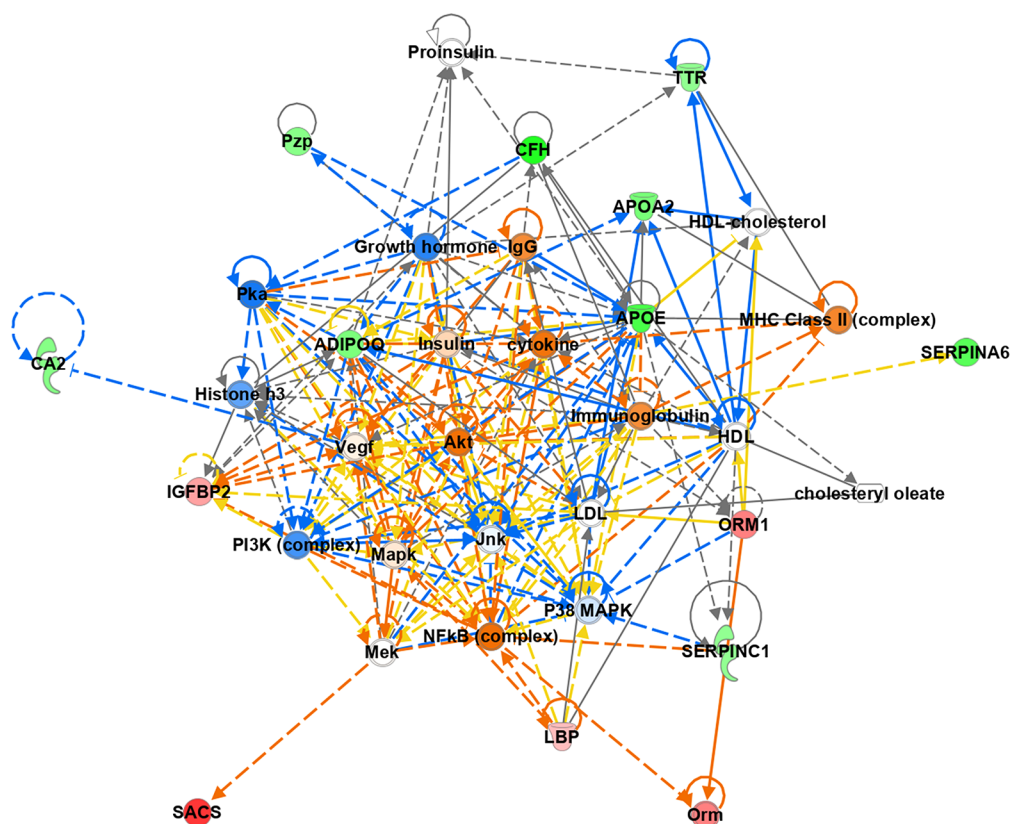 Proinsulin
TTR
Pzp
CFH
APOA2
HDL-cholesterol
Growth hormone
IgG
Pka
APOE
MHC Class II (complex)
ADIPOQ
Insulin
cytokine
SERPINA6
CA2
Histone h3
Immunoglobulin
HDL
Vegf
Akt
IGFBP2
cholesteryl oleate
LDL
ORM1
PI3K (complex)
Jnk
Mapk
P38 MAPK
NFkB (complex)
Mek
SERPINC1
LBP
SACS
Orm